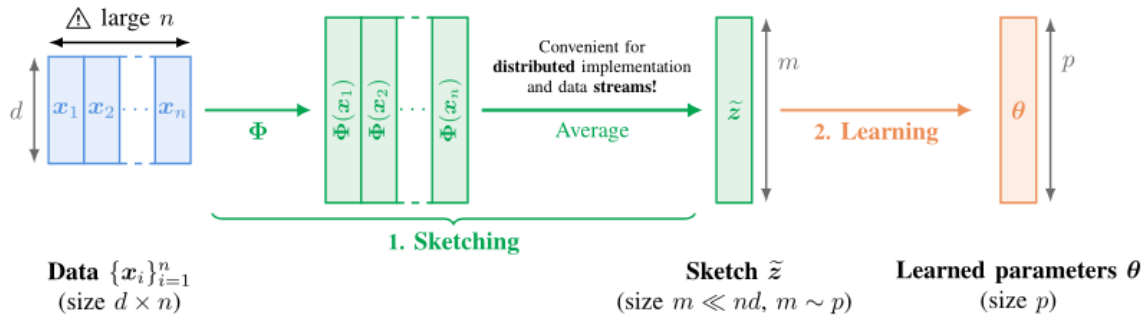 ⚠ large n
d
x₁ x₂ ⋯ xₙ
Φ
Φ(x₁) Φ(x₂) ⋯ Φ(xₙ)
Convenient for
distributed implementation
and data streams!
Average
z̃
m
2. Learning
θ
p
1. Sketching
Data {xᵢ}ⁿᵢ₌₁
(size d × n)
Sketch z̃
(size m ≪ nd, m ∼ p)
Learned parameters θ
(size p)